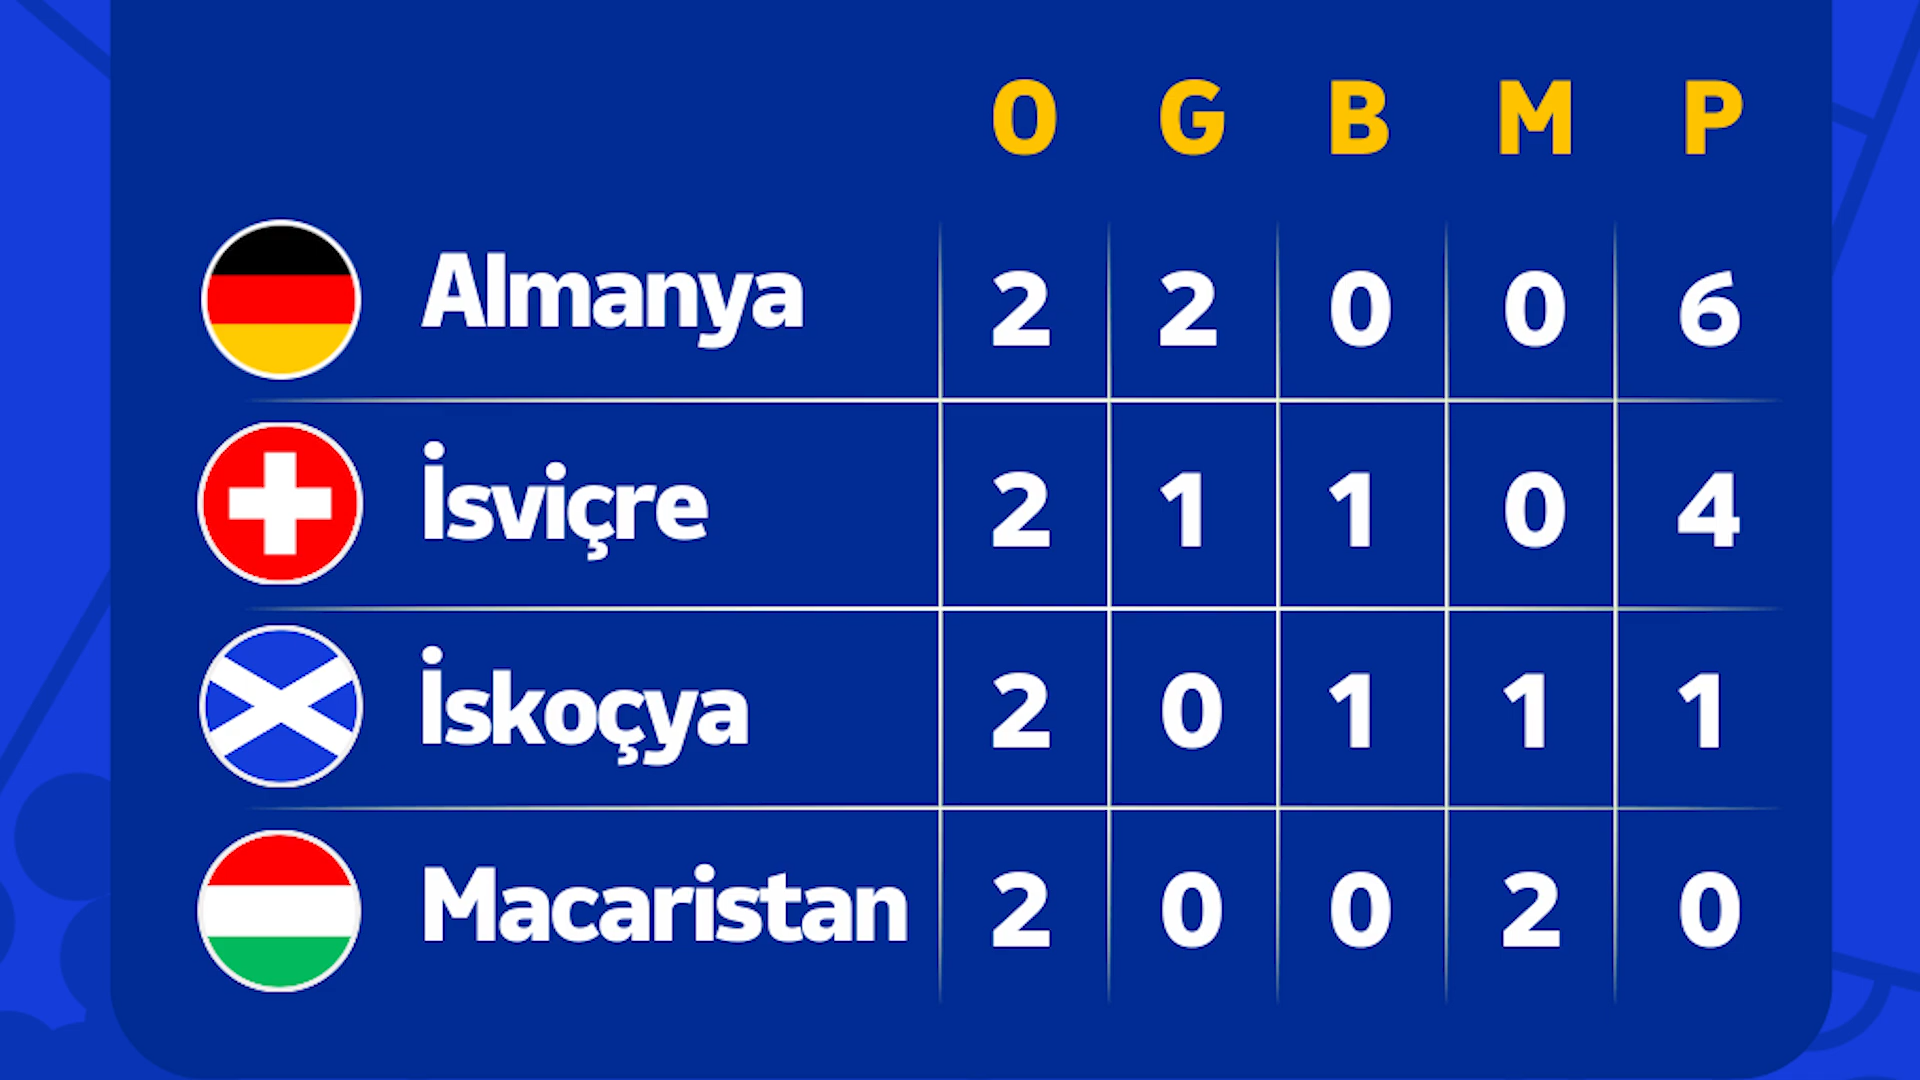 O G B M P
Almanya 2 2 0 0 6
İsviçre 2 1 1 0 4
İskoçya 2 0 1 1 1
Macaristan 2 0 0 2 0